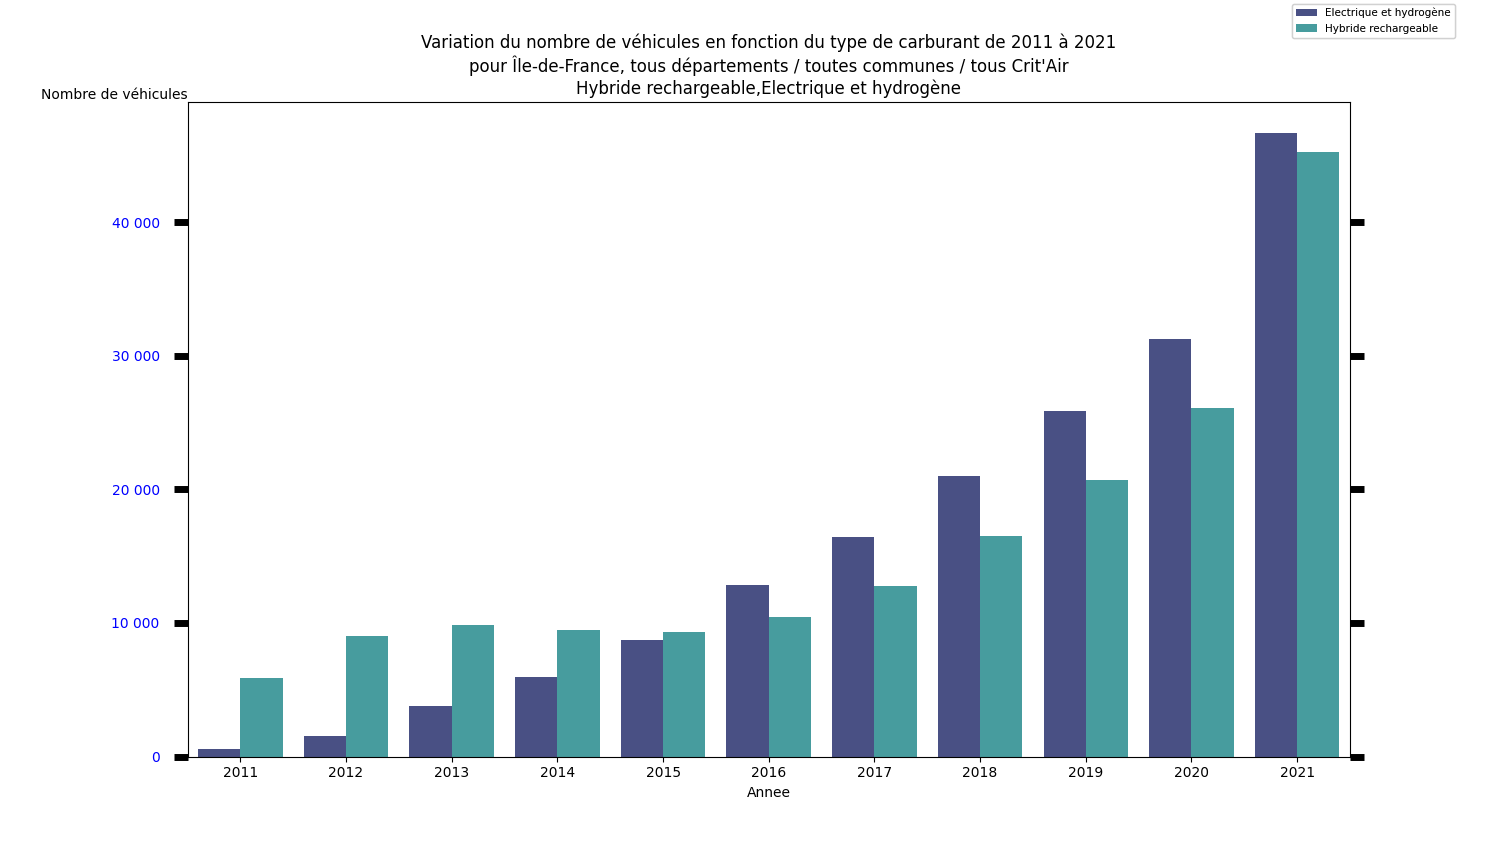 Electrique et hydrogène
Hybride rechargeable
Variation du nombre de véhicules en fonction du type de carburant de 2011 à 2021
pour Île-de-France, tous départements / toutes communes / tous Crit'Air
Hybride rechargeable,Electrique et hydrogène
Nombre de véhicules
40 000
30 000
20 000
10 000
0
2011 2012 2013 2014 2015 2016 2017 2018 2019 2020 2021
Annee